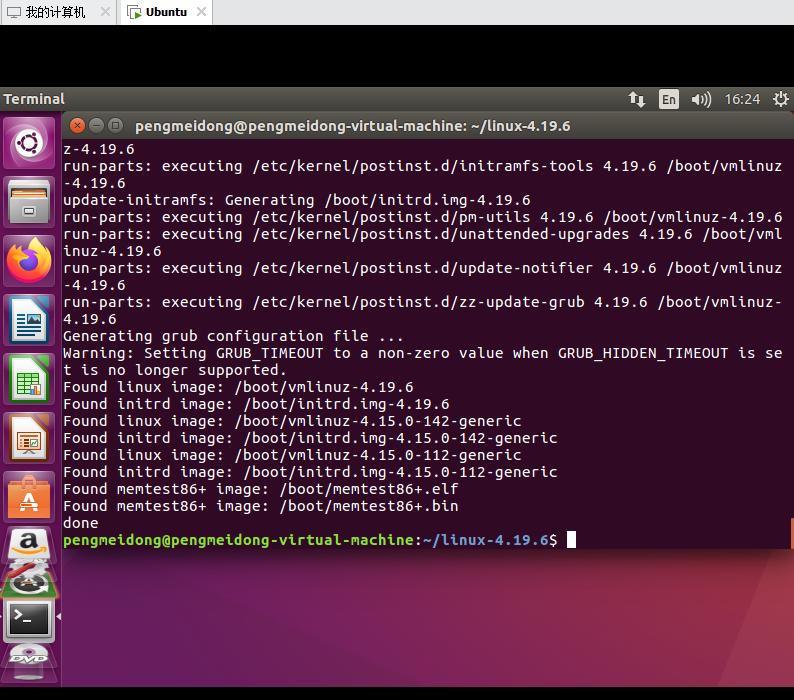 我的计算机
Ubuntu
Terminal
En
16:24
pengmeidong@pengmeidong-virtual-machine: ~/linux-4.19.6
z-4.19.6
run-parts: executing /etc/kernel/postinst.d/initramfs-tools 4.19.6 /boot/vmlinuz
-4.19.6
update-initramfs: Generating /boot/initrd.img-4.19.6
run-parts: executing /etc/kernel/postinst.d/pm-utils 4.19.6 /boot/vmlinuz-4.19.6
run-parts: executing /etc/kernel/postinst.d/unattended-upgrades 4.19.6 /boot/vml
inuz-4.19.6
run-parts: executing /etc/kernel/postinst.d/update-notifier 4.19.6 /boot/vmlinuz
-4.19.6
run-parts: executing /etc/kernel/postinst.d/zz-update-grub 4.19.6 /boot/vmlinuz-
4.19.6
Generating grub configuration file ...
Warning: Setting GRUB_TIMEOUT to a non-zero value when GRUB_HIDDEN_TIMEOUT is se
t is no longer supported.
Found linux image: /boot/vmlinuz-4.19.6
Found initrd image: /boot/initrd.img-4.19.6
Found linux image: /boot/vmlinuz-4.15.0-142-generic
Found initrd image: /boot/initrd.img-4.15.0-142-generic
Found linux image: /boot/vmlinuz-4.15.0-112-generic
Found initrd image: /boot/initrd.img-4.15.0-112-generic
Found memtest86+ image: /boot/memtest86+.elf
Found memtest86+ image: /boot/memtest86+.bin
done
pengmeidong@pengmeidong-virtual-machine:~/linux-4.19.6$
A
a
>_
DVD